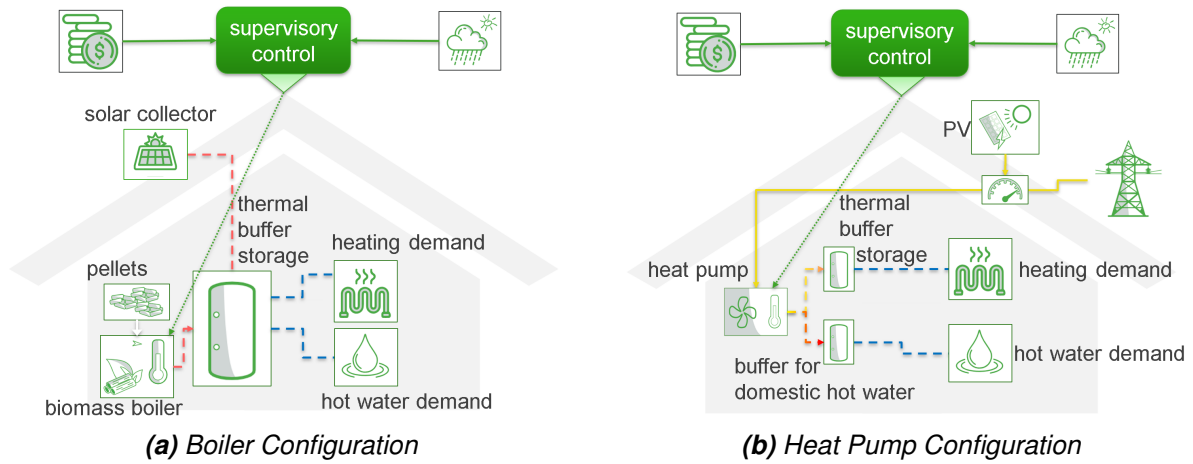 supervisory
control
$
solar collector
thermal
buffer
storage
heating demand
pellets
biomass boiler
hot water demand
(a) Boiler Configuration
supervisory
control
$
PV
thermal
buffer
storage
heat pump
heating demand
buffer for
domestic hot water
hot water demand
(b) Heat Pump Configuration